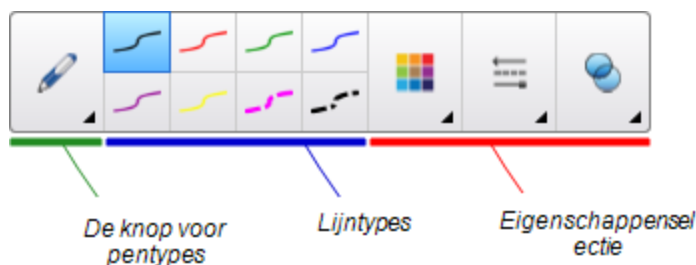 De knop voor
pentypes
Lijntypes
Eigenschappensel
ectie